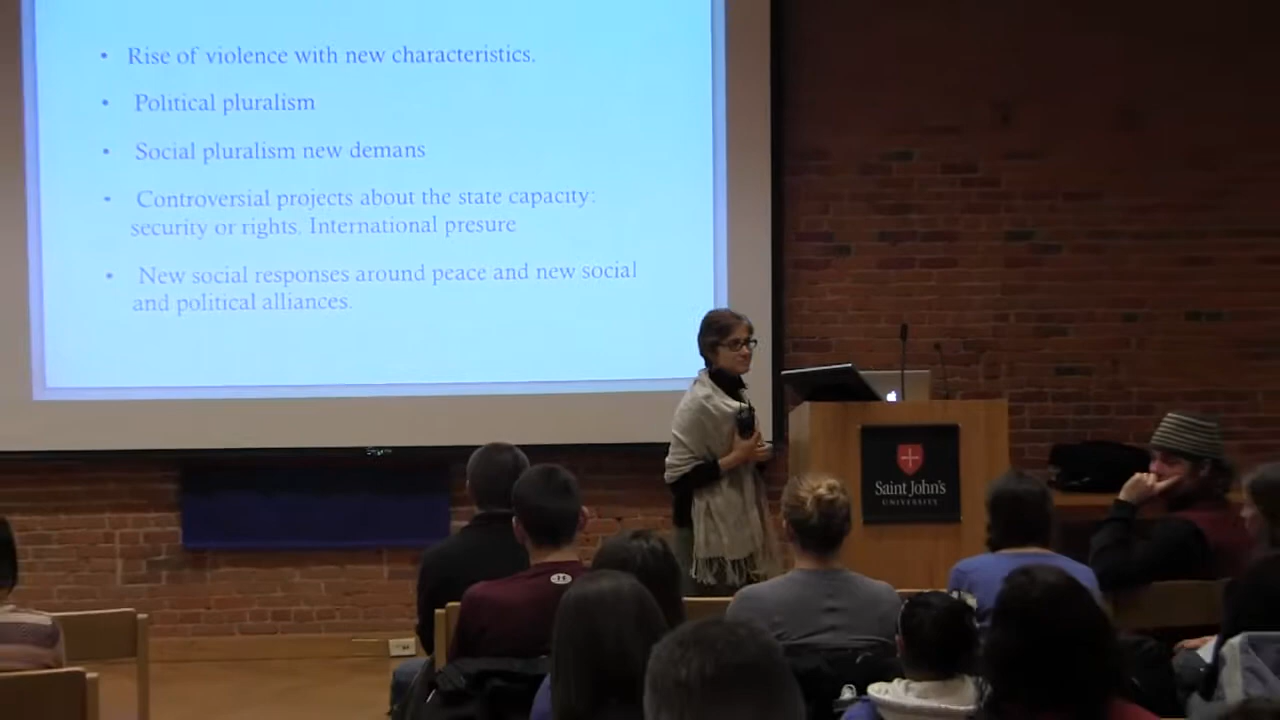 • Rise of violence with new characteristics.
• Political pluralism
• Social pluralism new demans
• Controversial projects about the state capacity:
security or rights. International presure
• New social responses around peace and new social
and political alliances.
Saint John's
UNIVERSITY